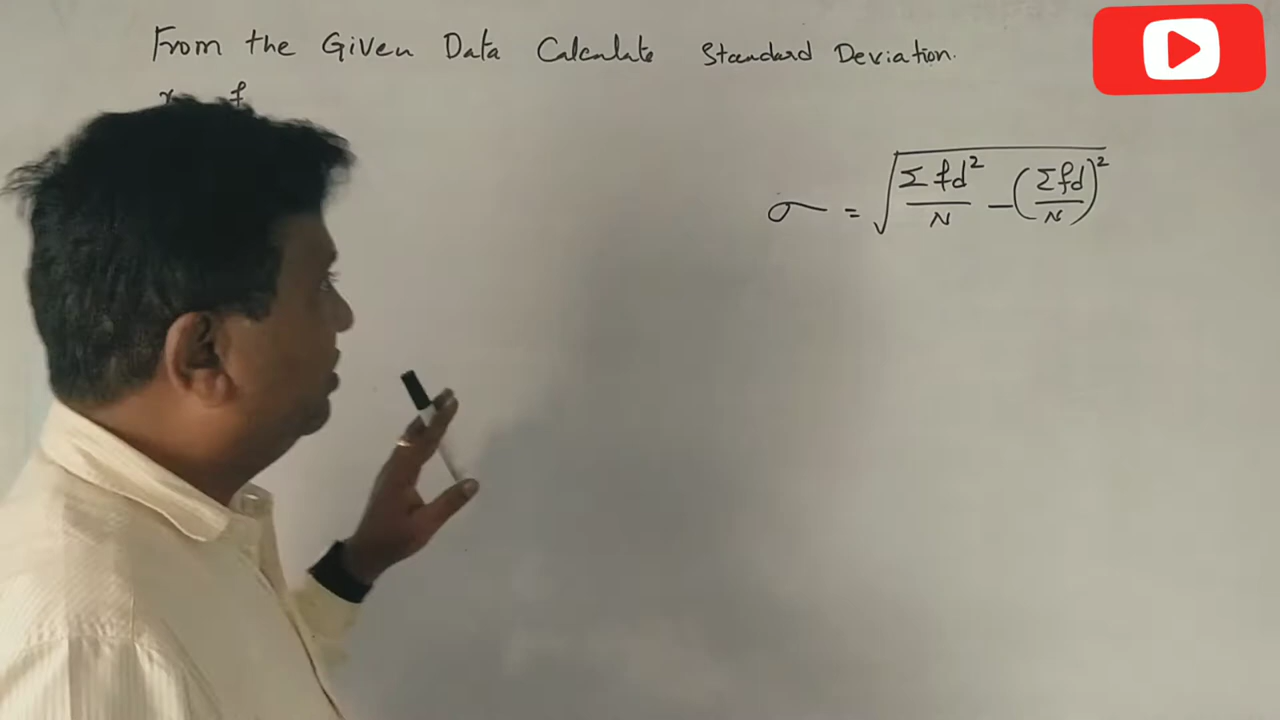 From the Given Data Calculate Standard Deviation.
x f
σ = √(Σfd²/N − (Σfd/N)²)